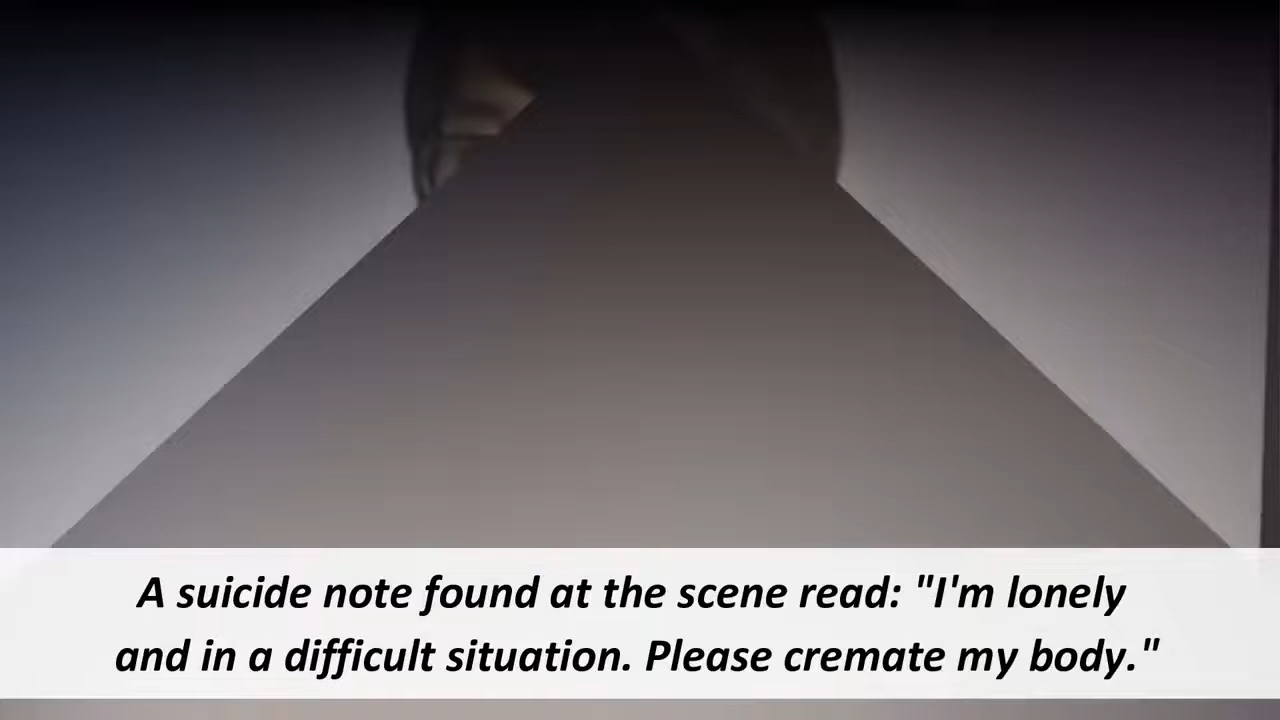 A suicide note found at the scene read: "I'm lonely
and in a difficult situation. Please cremate my body."